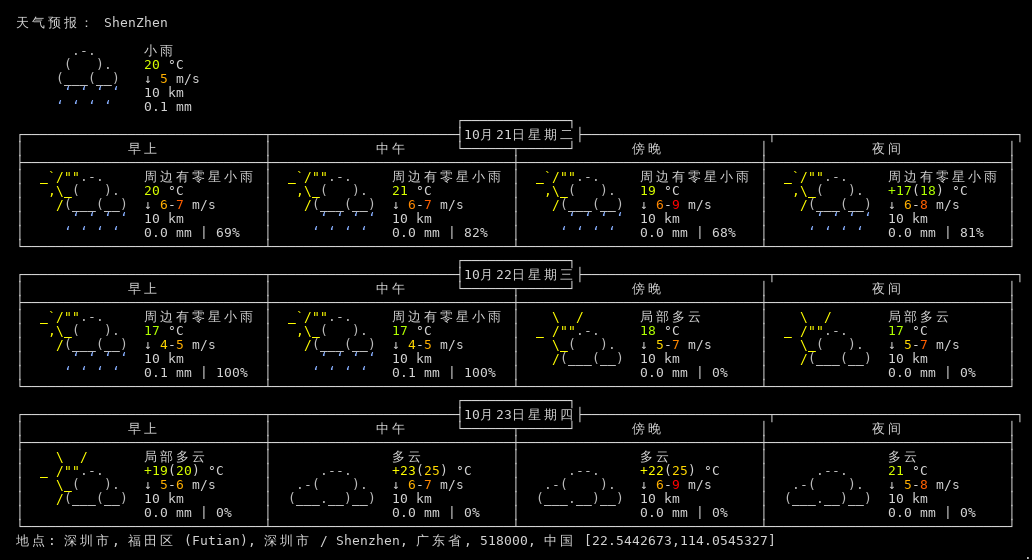 天气预报： ShenZhen
小雨
20 °C
↓ 5 m/s
10 km
0.1 mm
10月21日星期二
早上 中午 傍晚 夜间
周边有零星小雨 周边有零星小雨 周边有零星小雨 周边有零星小雨
20 °C 21 °C 19 °C +17(18) °C
↓ 6-7 m/s ↓ 6-7 m/s ↓ 6-9 m/s ↓ 6-8 m/s
10 km 10 km 10 km 10 km
0.0 mm | 69% 0.0 mm | 82% 0.0 mm | 68% 0.0 mm | 81%
10月22日星期三
早上 中午 傍晚 夜间
周边有零星小雨 周边有零星小雨 局部多云 局部多云
17 °C 17 °C 18 °C 17 °C
↓ 4-5 m/s ↓ 4-5 m/s ↓ 5-7 m/s ↓ 5-7 m/s
10 km 10 km 10 km 10 km
0.1 mm | 100% 0.1 mm | 100% 0.0 mm | 0% 0.0 mm | 0%
10月23日星期四
早上 中午 傍晚 夜间
局部多云 多云 多云 多云
+19(20) °C +23(25) °C +22(25) °C 21 °C
↓ 5-6 m/s ↓ 6-7 m/s ↓ 6-9 m/s ↓ 5-8 m/s
10 km 10 km 10 km 10 km
0.0 mm | 0% 0.0 mm | 0% 0.0 mm | 0% 0.0 mm | 0%
地点: 深圳市, 福田区 (Futian), 深圳市 / Shenzhen, 广东省, 518000, 中国 [22.5442673,114.0545327]